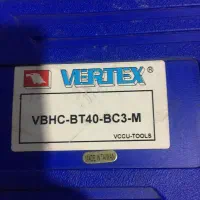 VERTEX®
VBHC-BT40-BC3-M
VCCU-TOOLS
MADE IN TAIWAN